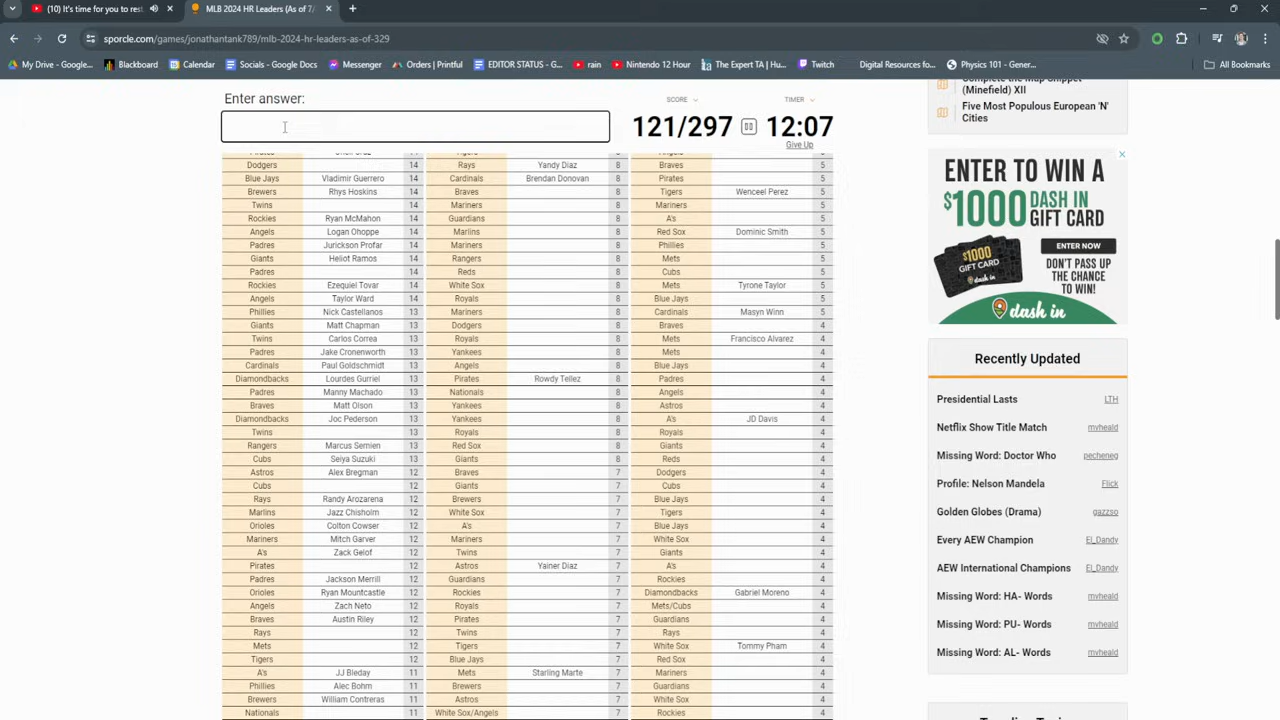 (10) It's time for you to rest.
MLB 2024 HR Leaders (As of 7/
sporcle.com/games/jonathantank789/mlb-2024-hr-leaders-as-of-329
My Drive - Google...
Blackboard
Calendar
Socials - Google Docs
Messenger
Orders | Printful
EDITOR STATUS - G...
rain
Nintendo 12 Hour
The Expert TA | Hu...
Twitch
Digital Resources fo...
Physics 101 - Gener...
All Bookmarks
Enter answer:
SCORE
TIMER
121/297
12:07
Give Up
Dodgers 14 Rays Yandy Diaz 8 Braves 5
Blue Jays Vladimir Guerrero 14 Cardinals Brendan Donovan 8 Pirates 5
Brewers Rhys Hoskins 14 Braves 8 Tigers Wenceel Perez 5
Twins 14 Mariners 8 Mariners 5
Rockies Ryan McMahon 14 Guardians 8 A's 5
Angels Logan Ohoppe 14 Marlins 8 Red Sox Dominic Smith 5
Padres Jurickson Profar 14 Mariners 8 Phillies 5
Giants Heliot Ramos 14 Rangers 8 Mets 5
Padres 14 Reds 8 Cubs 5
Rockies Ezequiel Tovar 14 White Sox 8 Mets Tyrone Taylor 5
Angels Taylor Ward 14 Royals 8 Blue Jays 5
Phillies Nick Castellanos 13 Mariners 8 Cardinals Masyn Winn 5
Giants Matt Chapman 13 Dodgers 8 Braves 4
Twins Carlos Correa 13 Royals 8 Mets Francisco Alvarez 4
Padres Jake Cronenworth 13 Yankees 8 Mets 4
Cardinals Paul Goldschmidt 13 Angels 8 Blue Jays 4
Diamondbacks Lourdes Gurriel 13 Pirates Rowdy Tellez 8 Padres 4
Padres Manny Machado 13 Nationals 8 Angels 4
Braves Matt Olson 13 Yankees 8 Astros 4
Diamondbacks Joc Pederson 13 Yankees 8 A's JD Davis 4
Twins 13 Royals 8 Royals 4
Rangers Marcus Semien 13 Red Sox 8 Giants 4
Cubs Seiya Suzuki 13 Giants 8 Reds 4
Astros Alex Bregman 12 Braves 7 Dodgers 4
Cubs 12 Giants 7 Cubs 4
Rays Randy Arozarena 12 Brewers 7 Blue Jays 4
Marlins Jazz Chisholm 12 White Sox 7 Tigers 4
Orioles Colton Cowser 12 A's 7 Blue Jays 4
Mariners Mitch Garver 12 Mariners 7 White Sox 4
A's Zack Gelof 12 Twins 7 Giants 4
Pirates 12 Astros Yainer Diaz 7 A's 4
Padres Jackson Merrill 12 Guardians 7 Rockies 4
Orioles Ryan Mountcastle 12 Rockies 7 Diamondbacks Gabriel Moreno 4
Angels Zach Neto 12 Royals 7 Mets/Cubs 4
Braves Austin Riley 12 Pirates 7 Guardians 4
Rays 12 Twins 7 Rays 4
Mets 12 Tigers 7 White Sox Tommy Pham 4
Tigers 12 Blue Jays 7 Red Sox 4
A's JJ Bleday 11 Mets Starling Marte 7 Mariners 4
Phillies Alec Bohm 11 Brewers 7 Guardians 4
Brewers William Contreras 11 Astros 7 White Sox 4
Nationals 11 White Sox/Angels 7 Rockies 4
Complete the Map Snippet
(Minefield) XII
Five Most Populous European 'N'
Cities
ENTER TO WIN A
$1000 DASH IN
GIFT CARD
$1000
GIFT CARD
ENTER NOW
DON'T PASS UP
THE CHANCE
TO WIN!
dash in
Recently Updated
Presidential Lasts LTH
Netflix Show Title Match mvheald
Missing Word: Doctor Who pecheneg
Profile: Nelson Mandela Flick
Golden Globes (Drama) gazzso
Every AEW Champion El_Dandy
AEW International Champions El_Dandy
Missing Word: HA- Words mvheald
Missing Word: PU- Words mvheald
Missing Word: AL- Words mvheald